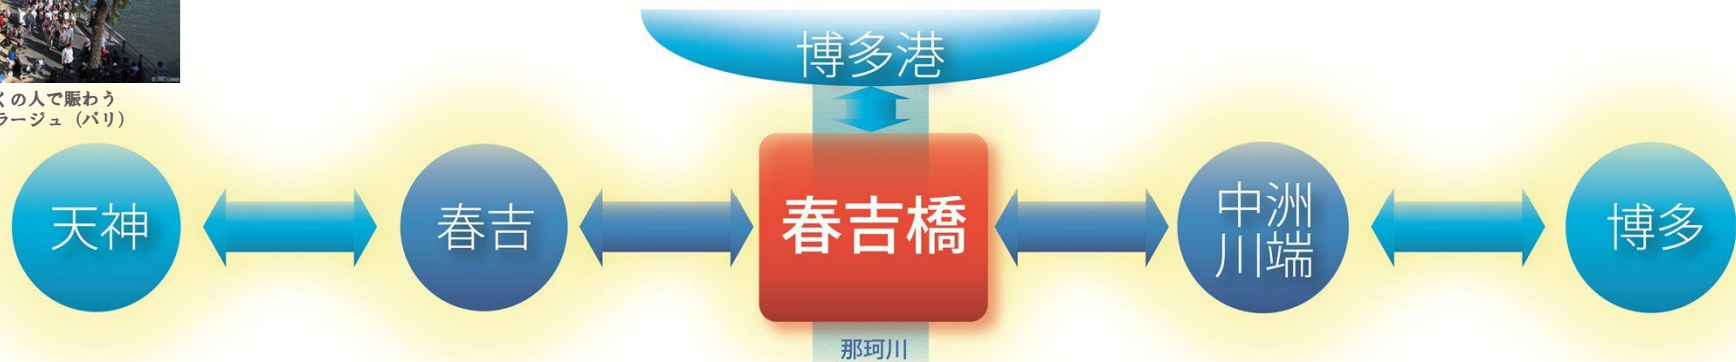 博多港
くの人で賑わう
ラージュ（パリ）
天神
春吉
春吉橋
中洲
川端
博多
那珂川